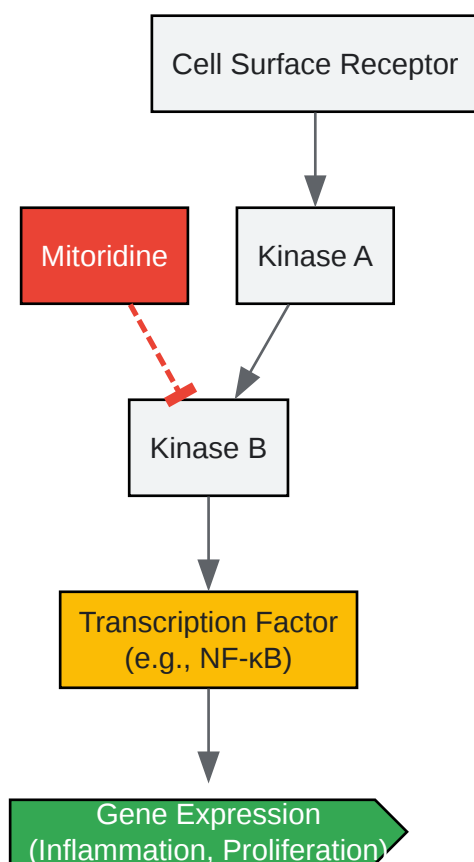 Cell Surface Receptor
Mitoridine
Kinase A
Kinase B
Transcription Factor
(e.g., NF-κB)
Gene Expression
(Inflammation, Proliferation)